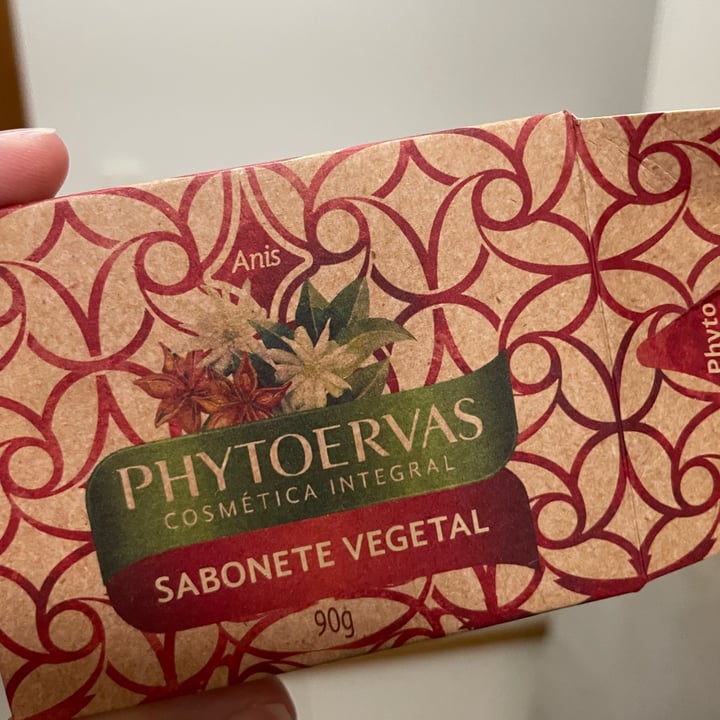 Anis
PHYTOERVAS
COSMÉTICA INTEGRAL
SABONETE VEGETAL
90g
Phyto